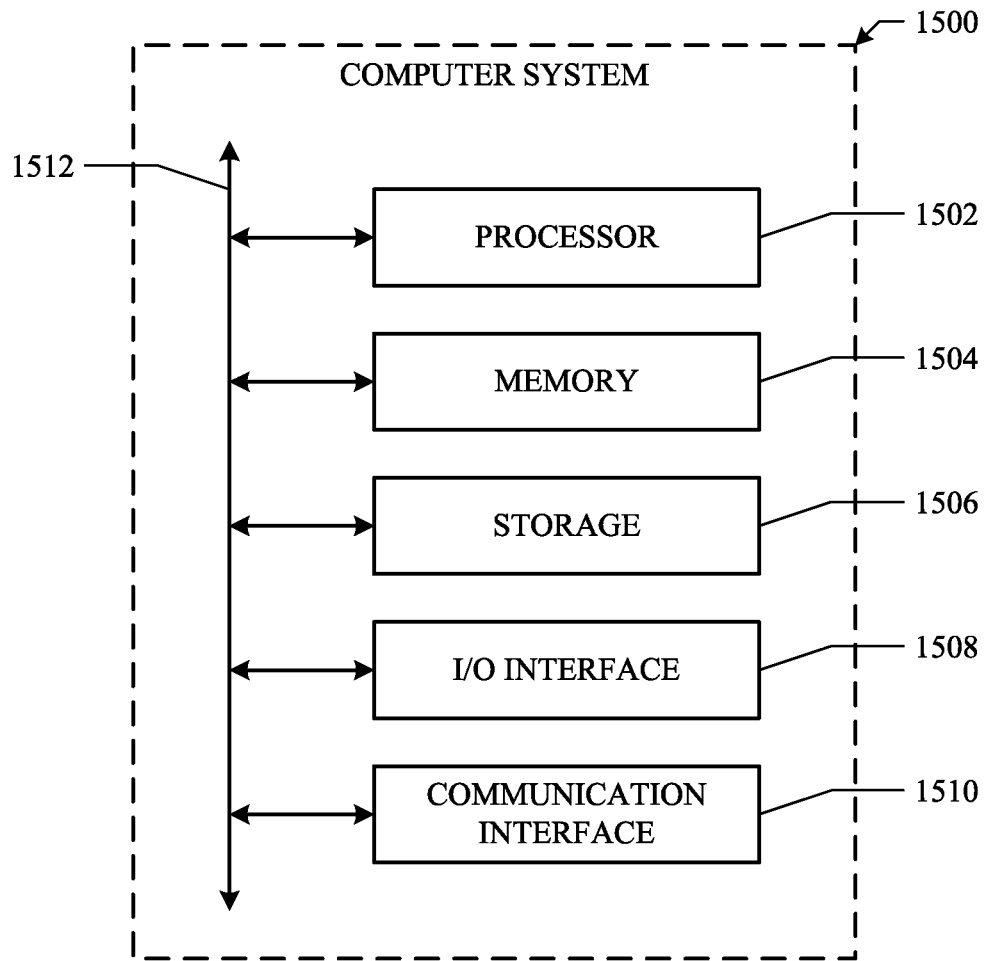 1500
COMPUTER SYSTEM
1512
PROCESSOR
1502
MEMORY
1504
STORAGE
1506
I/O INTERFACE
1508
COMMUNICATION
INTERFACE
1510